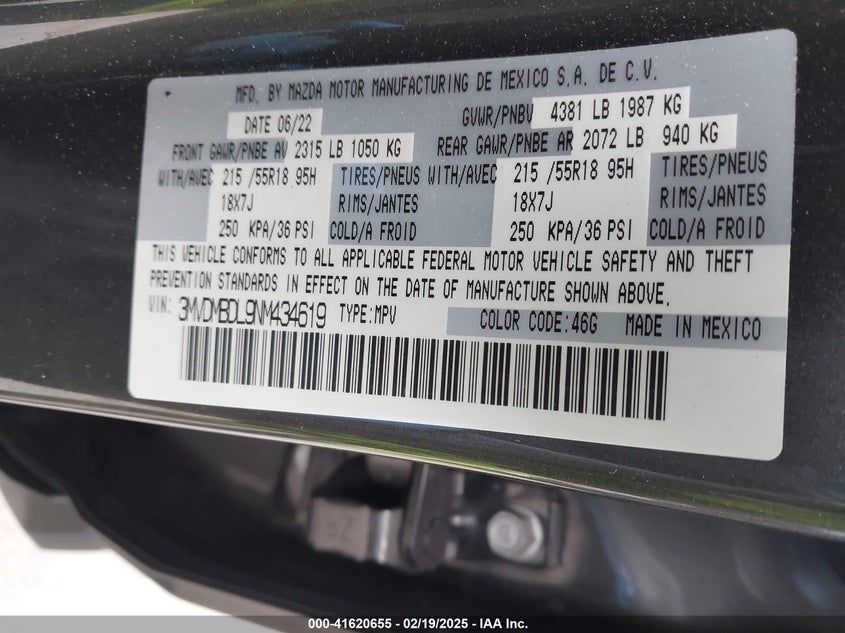 MFD. BY MAZDA MOTOR MANUFACTURING DE MEXICO S.A. DE C.V.
DATE 06/22 GVWR/PNBV 4381 LB 1987 KG
FRONT GAWR/PNBE AV 2315 LB 1050 KG REAR GAWR/PNBE AR 2072 LB 940 KG
WITH/AVEC 215 /55R18 95H TIRES/PNEUS WITH/AVEC 215 /55R18 95H TIRES/PNEUS
18X7J RIMS/JANTES 18X7J RIMS/JANTES
250 KPA/36 PSI COLD/A FROID 250 KPA/36 PSI COLD/A FROID
THIS VEHICLE CONFORMS TO ALL APPLICABLE FEDERAL MOTOR VEHICLE SAFETY AND THEFT
PREVENTION STANDARDS IN EFFECT ON THE DATE OF MANUFACTURE SHOWN ABOVE.
VIN: 3MVDMBDL9NM434619 TYPE:MPV COLOR CODE:46G MADE IN MEXICO
000-41620655 - 02/19/2025 - IAA Inc.